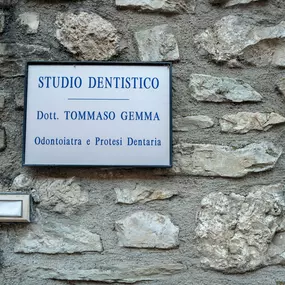 STUDIO DENTISTICO
Dott. TOMMASO GEMMA
Odontoiatra e Protesi Dentaria